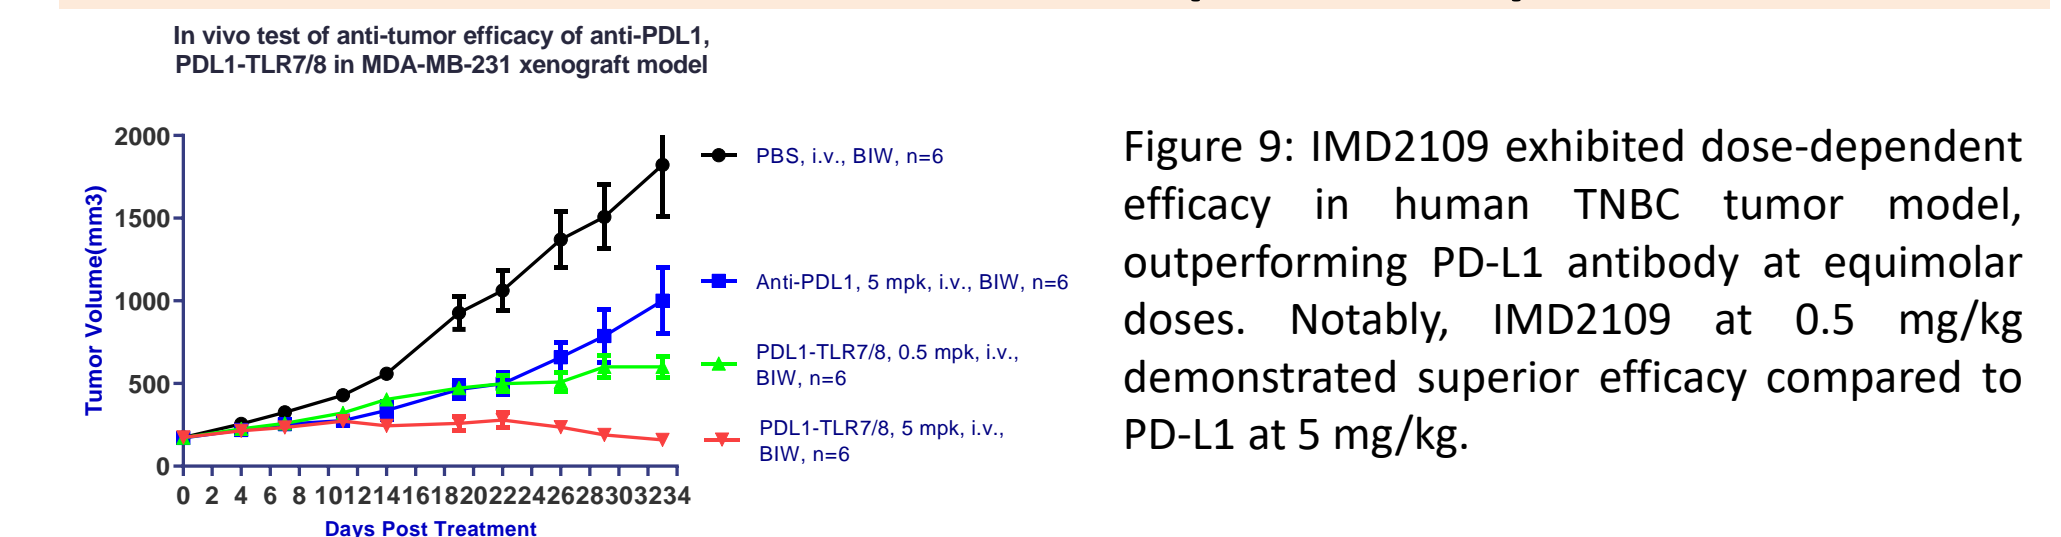 In vivo test of anti-tumor efficacy of anti-PDL1,
PDL1-TLR7/8 in MDA-MB-231 xenograft model
Tumor Volume(mm3)
2000
1500
1000
500
0
0 2 4 6 8 10 12 14 16 18 20 22 24 26 28 30 32 34
Days Post Treatment
PBS, i.v., BIW, n=6
Anti-PDL1, 5 mpk, i.v., BIW, n=6
PDL1-TLR7/8, 0.5 mpk, i.v.,
BIW, n=6
PDL1-TLR7/8, 5 mpk, i.v.,
BIW, n=6
Figure 9: IMD2109 exhibited dose-dependent
efficacy in human TNBC tumor model,
outperforming PD-L1 antibody at equimolar
doses. Notably, IMD2109 at 0.5 mg/kg
demonstrated superior efficacy compared to
PD-L1 at 5 mg/kg.